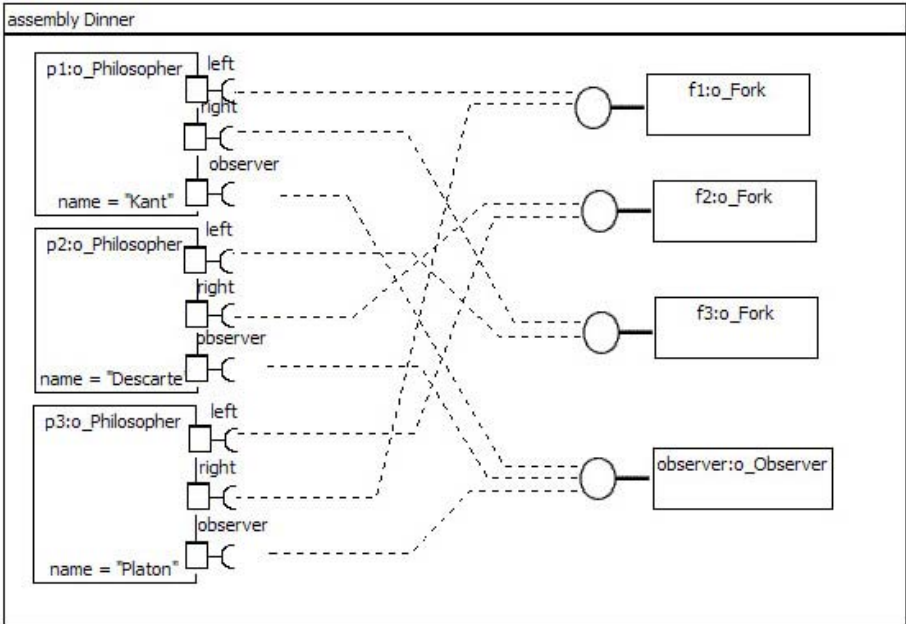 assembly Dinner
p1:o_Philosopher
left
right
observer
name = "Kant"
p2:o_Philosopher
left
right
observer
name = "Descarte"
p3:o_Philosopher
left
right
observer
name = "Platon"
f1:o_Fork
f2:o_Fork
f3:o_Fork
observer:o_Observer